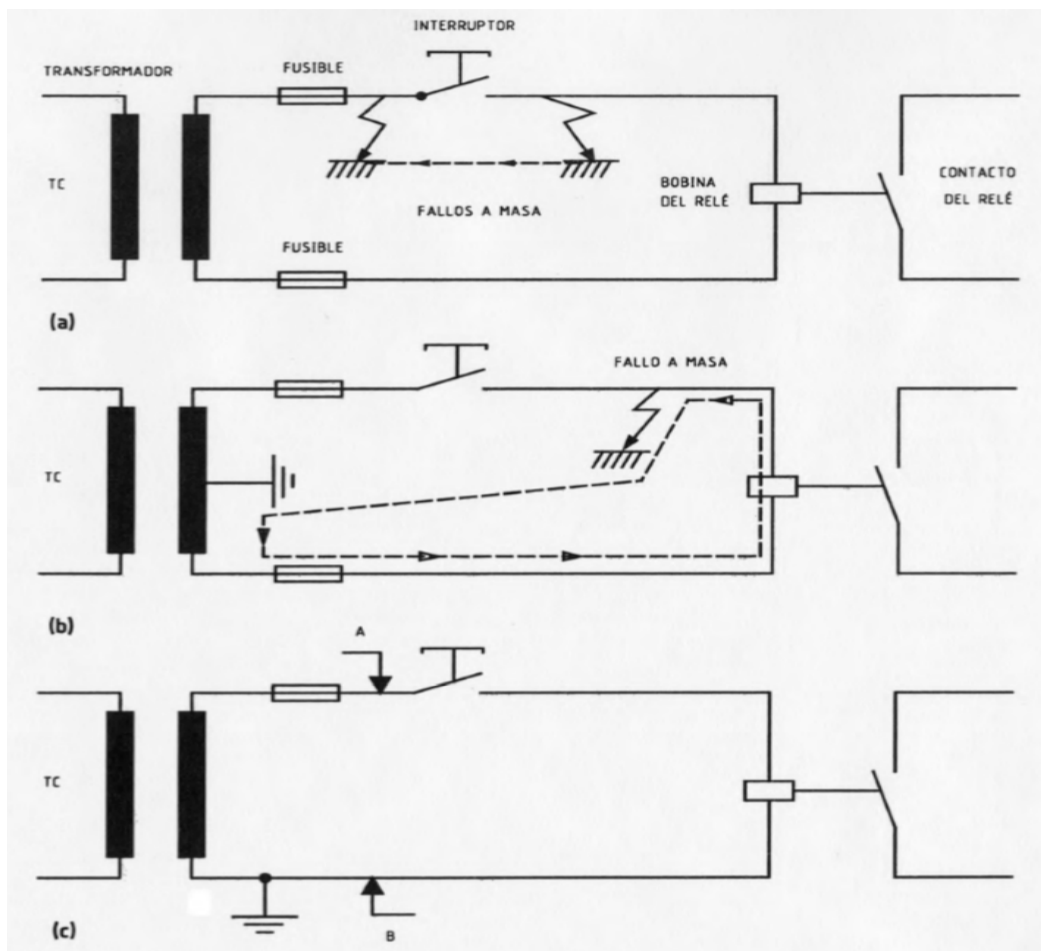 INTERRUPTOR
FUSIBLE
TRANSFORMADOR
TC
BOBINA
DEL RELÉ
CONTACTO
DEL RELÉ
FALLOS A MASA
FUSIBLE
(a)
FALLO A MASA
TC
(b)
A
TC
B
(c)